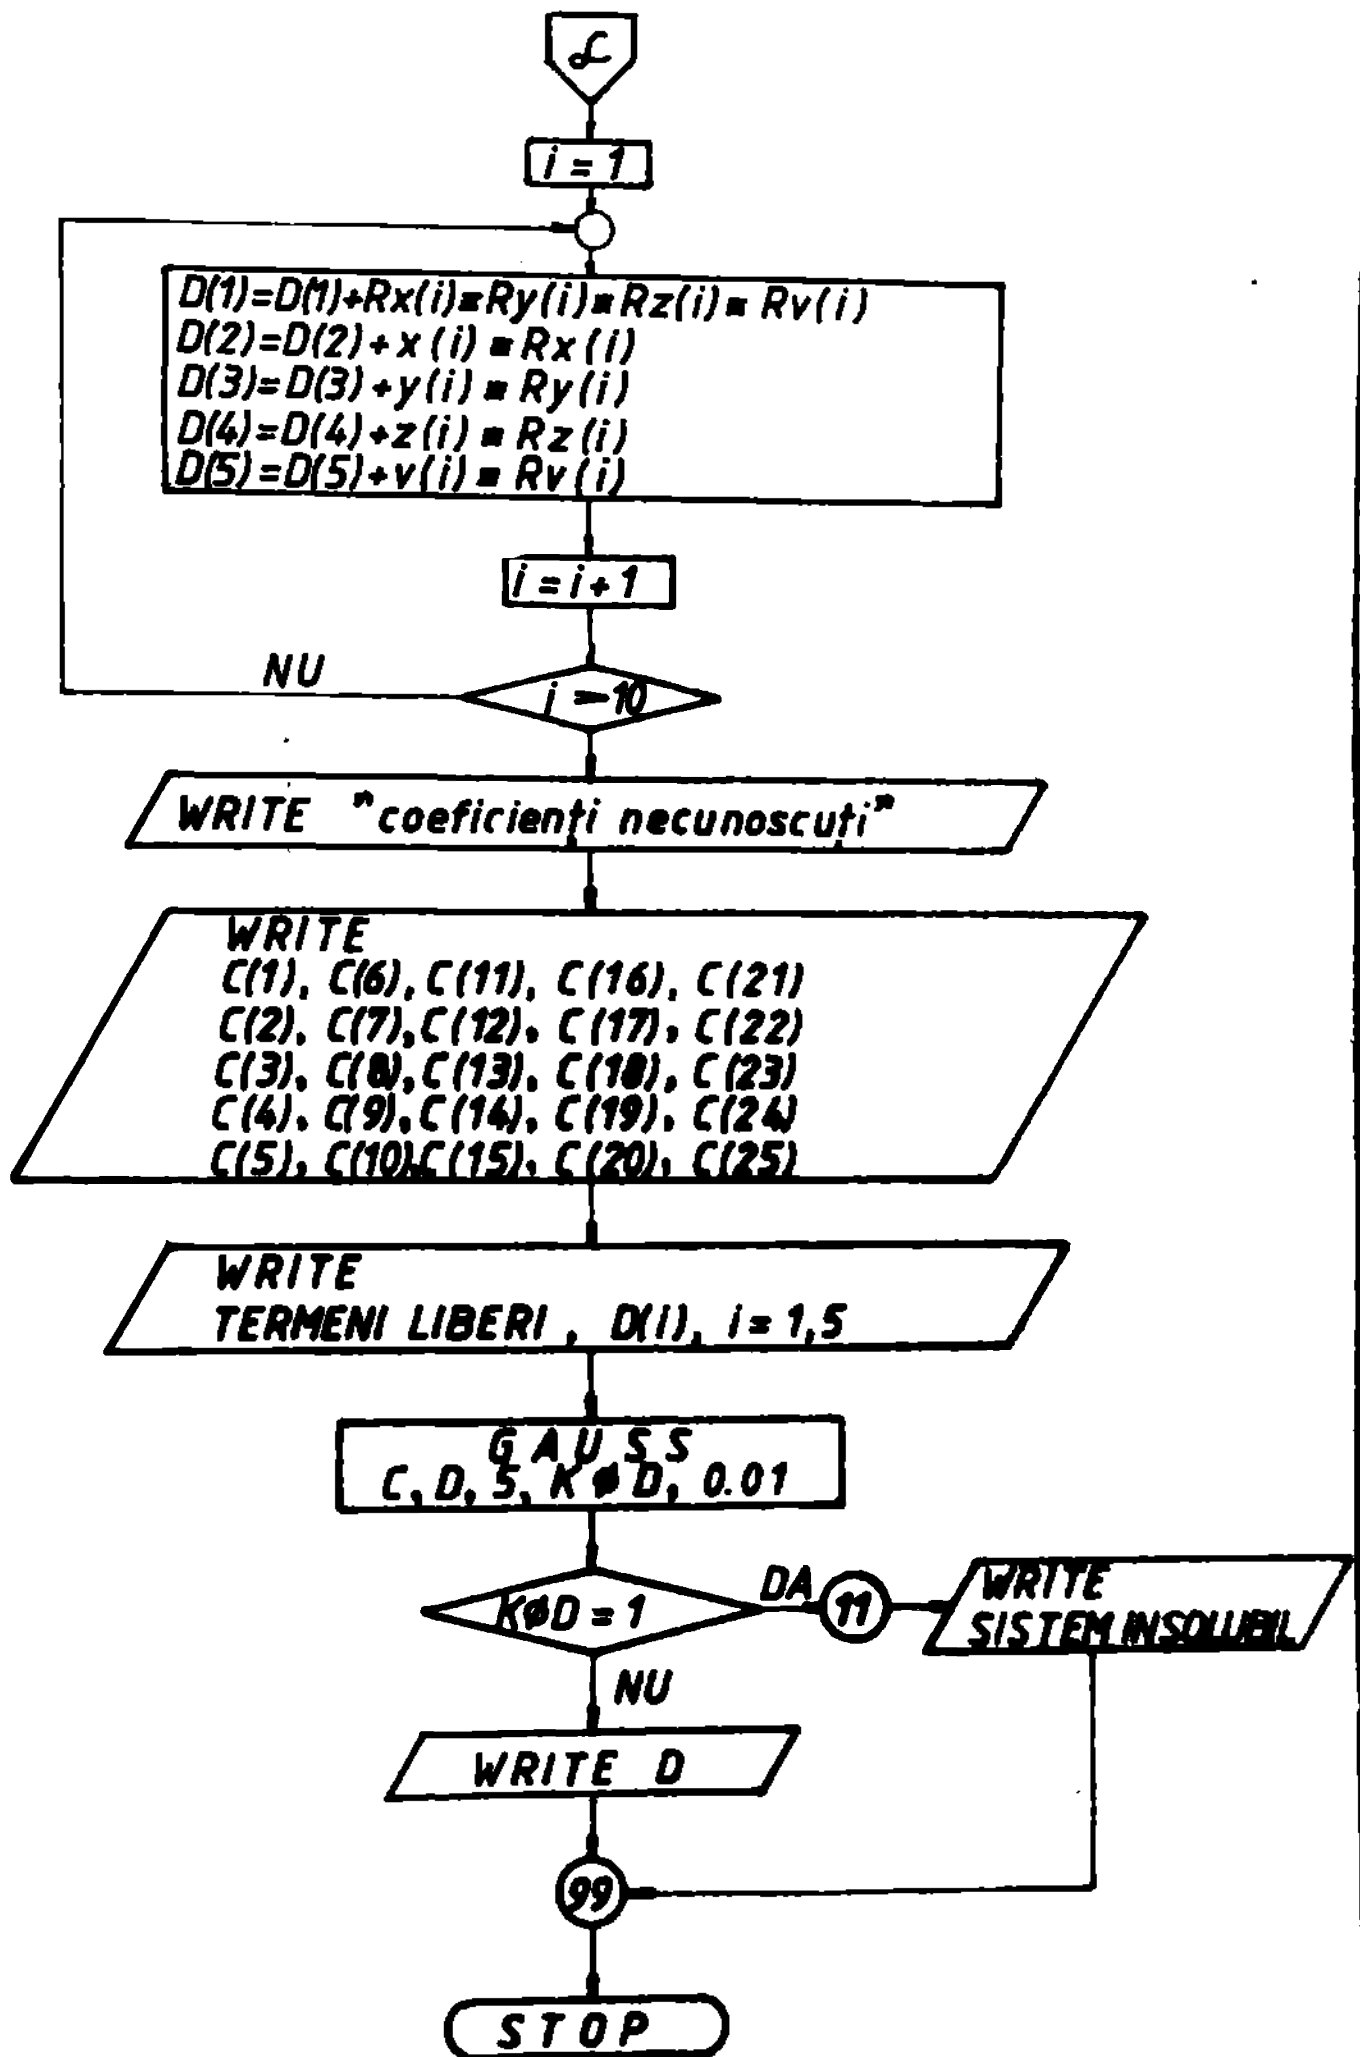 ℒ
i = 1
D(1)=D(1)+Rx(i)*Ry(i)*Rz(i)*Rv(i)
D(2)=D(2)+x(i)*Rx(i)
D(3)=D(3)+y(i)*Ry(i)
D(4)=D(4)+z(i)*Rz(i)
D(5)=D(5)+v(i)*Rv(i)
i = i + 1
NU
i > 10
WRITE "coeficienți necunoscuți"
WRITE
C(1), C(6), C(11), C(16), C(21)
C(2), C(7), C(12), C(17), C(22)
C(3), C(8), C(13), C(18), C(23)
C(4), C(9), C(14), C(19), C(24)
C(5), C(10), C(15), C(20), C(25)
WRITE
TERMENI LIBERI, D(i), i = 1,5
GAUSS
C, D, 5, KØD, 0.01
KØD = 1
DA
11
WRITE
SISTEM INSOLUBIL
NU
WRITE D
99
STOP